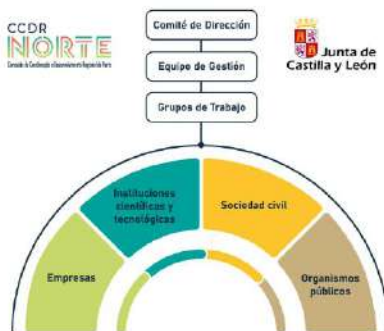 CCDR
NORTE
Comité de Dirección
Equipo de Gestión
Grupos de Trabajo
Junta de
Castilla y León
Instituciones
científicas y
tecnológicas
Sociedad civil
Empresas
Organismos
públicos